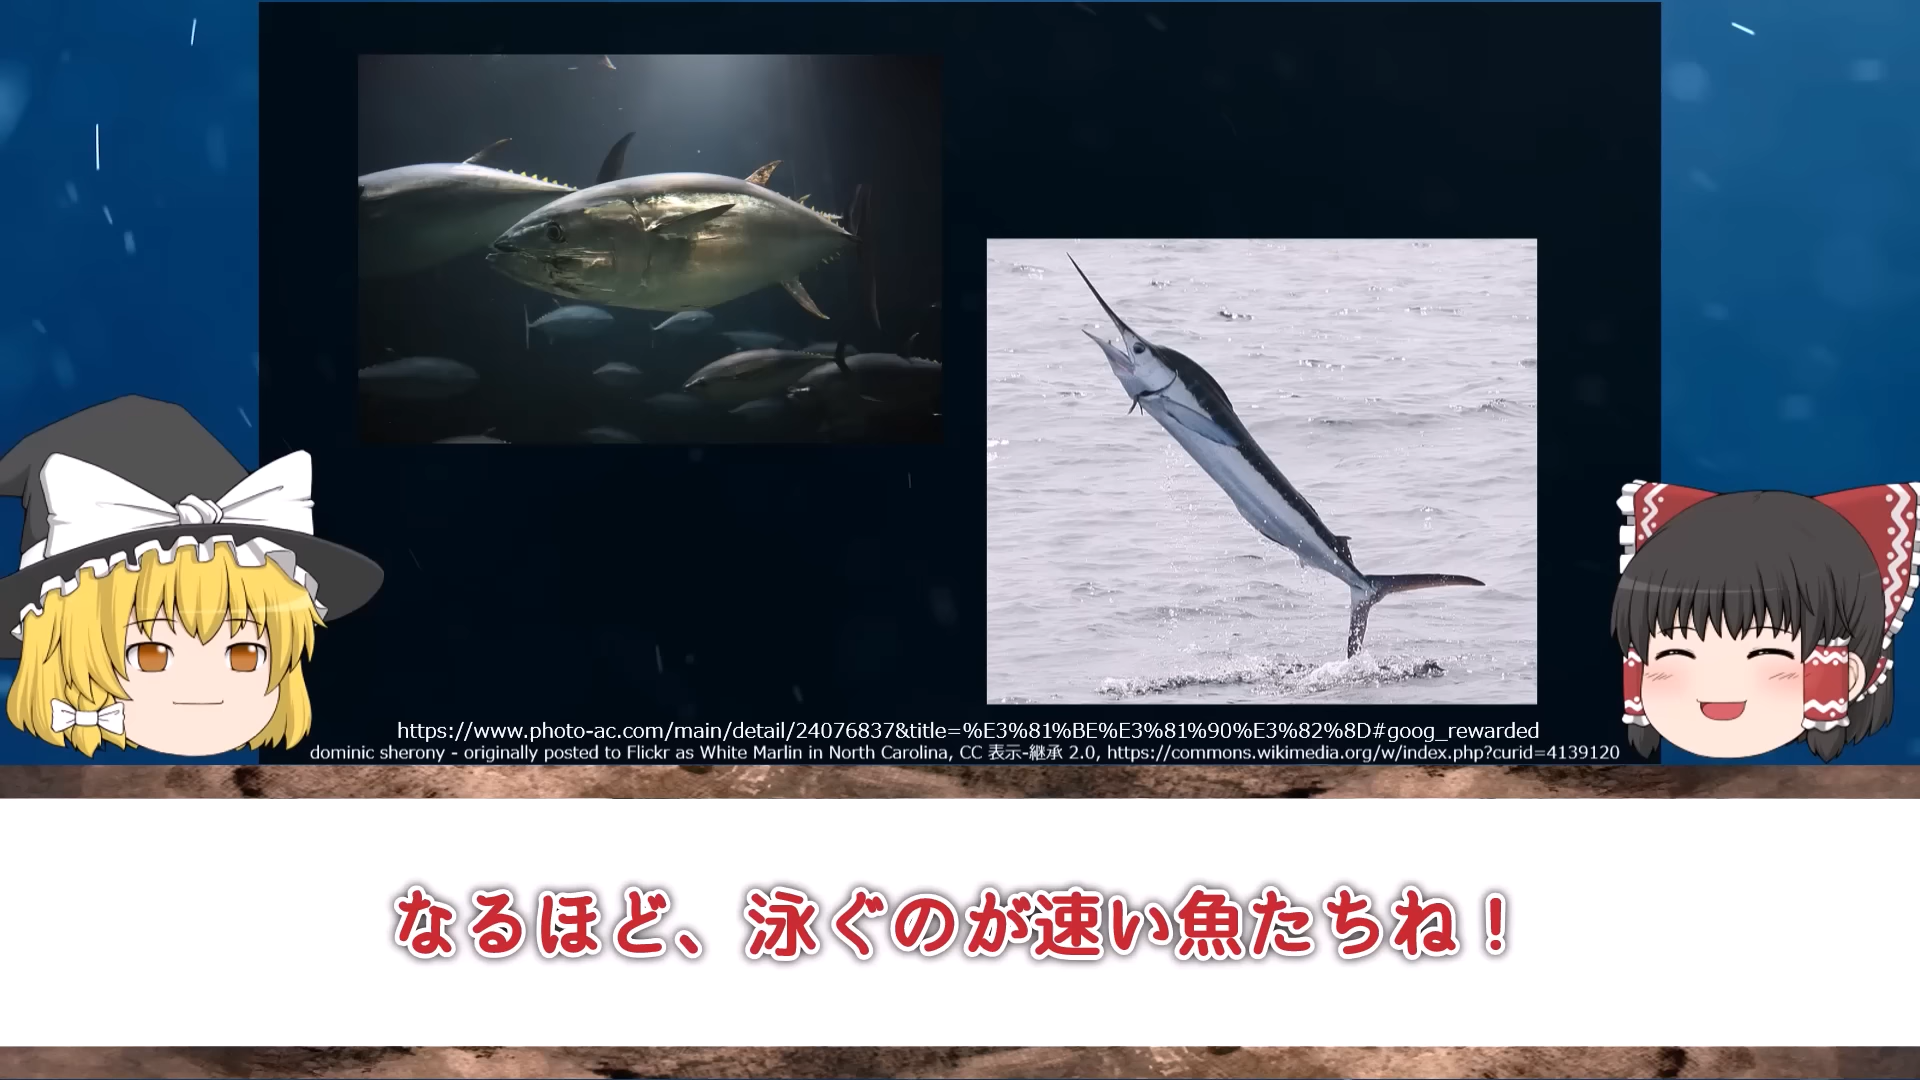 https://www.photo-ac.com/main/detail/24076837&title=%E3%81%BE%E3%81%90%E3%82%8D#goog_rewarded
dominic sherony - originally posted to Flickr as White Marlin in North Carolina, CC 表示-継承 2.0, https://commons.wikimedia.org/w/index.php?curid=4139120
なるほど、泳ぐのが速い魚たちね！